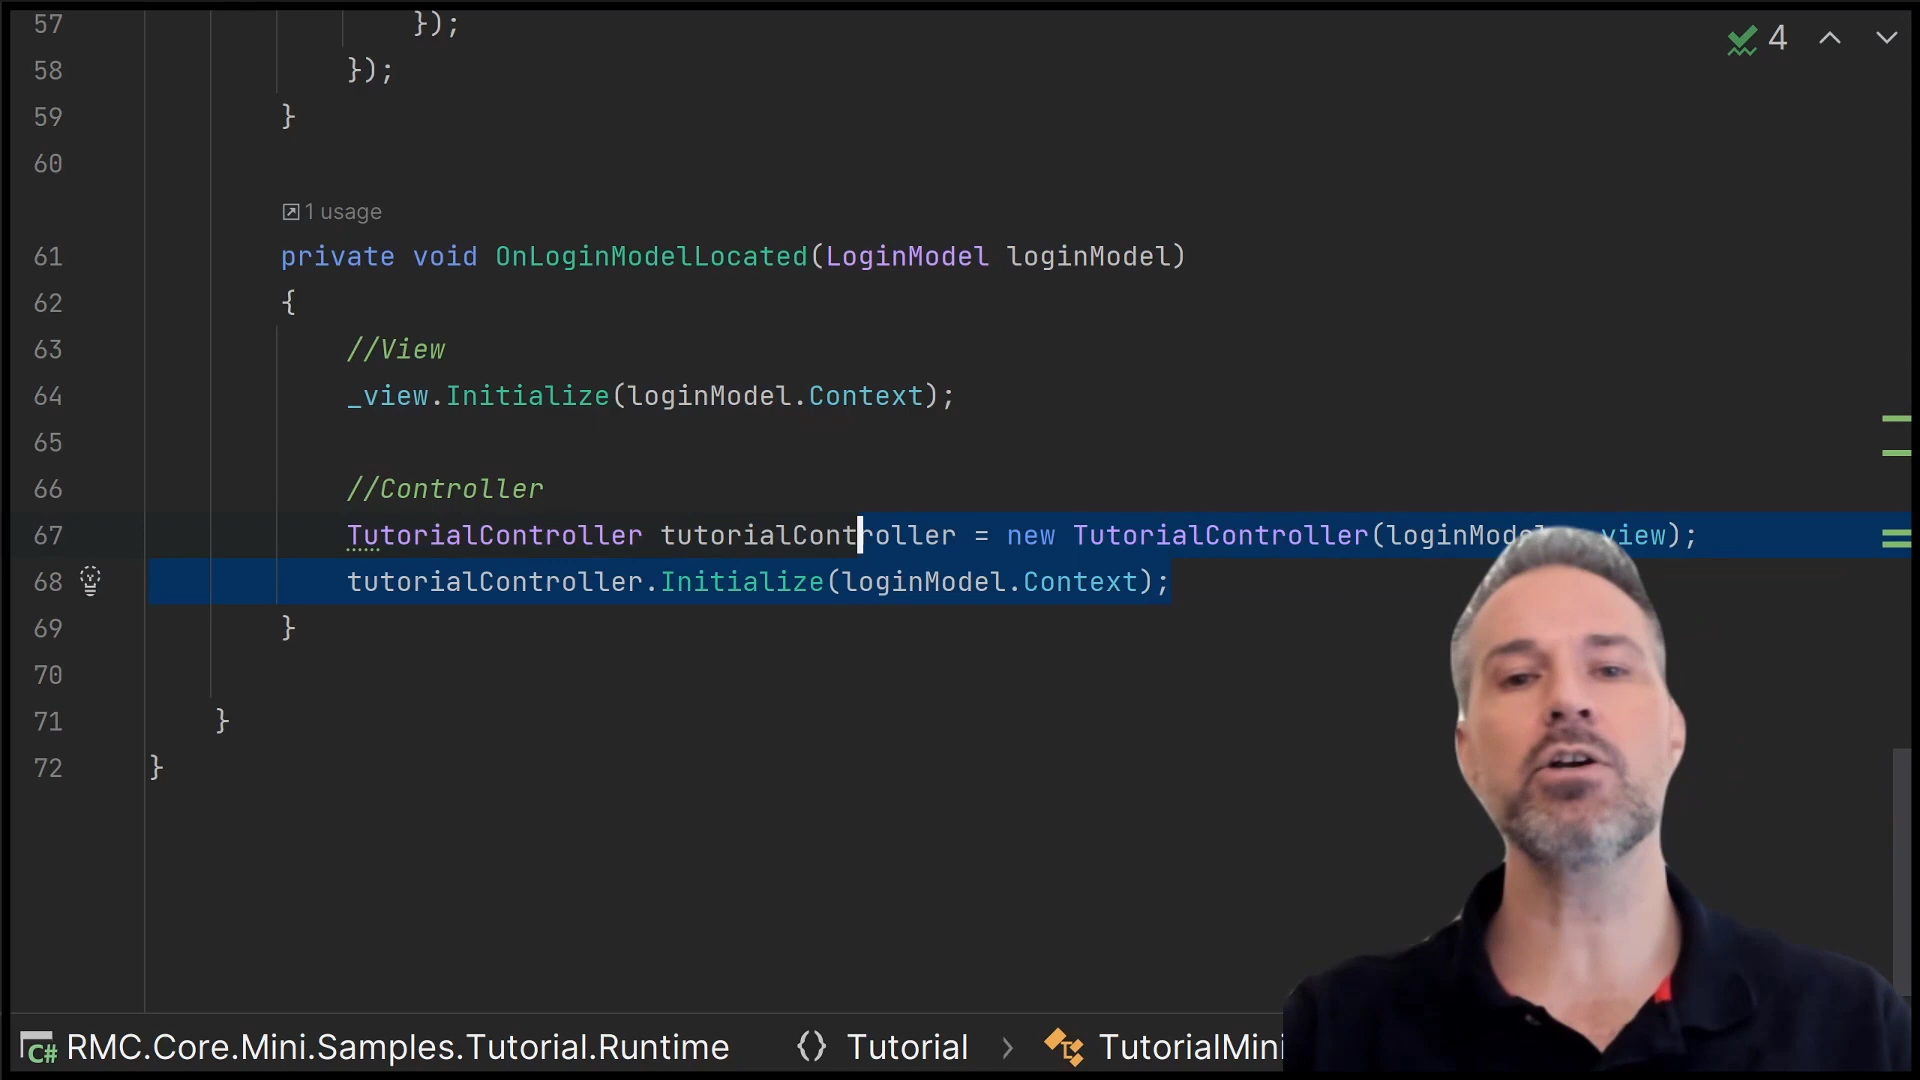 57 });
58 });
59 }
60
1 usage
61 private void OnLoginModelLocated(LoginModel loginModel)
62 {
63 //View
64 _view.Initialize(loginModel.Context);
65
66 //Controller
67 TutorialController tutorialController = new TutorialController(loginMod view);
68 tutorialController.Initialize(loginModel.Context);
69 }
70
71 }
72 }
4
C# RMC.Core.Mini.Samples.Tutorial.Runtime {} Tutorial > TutorialMini